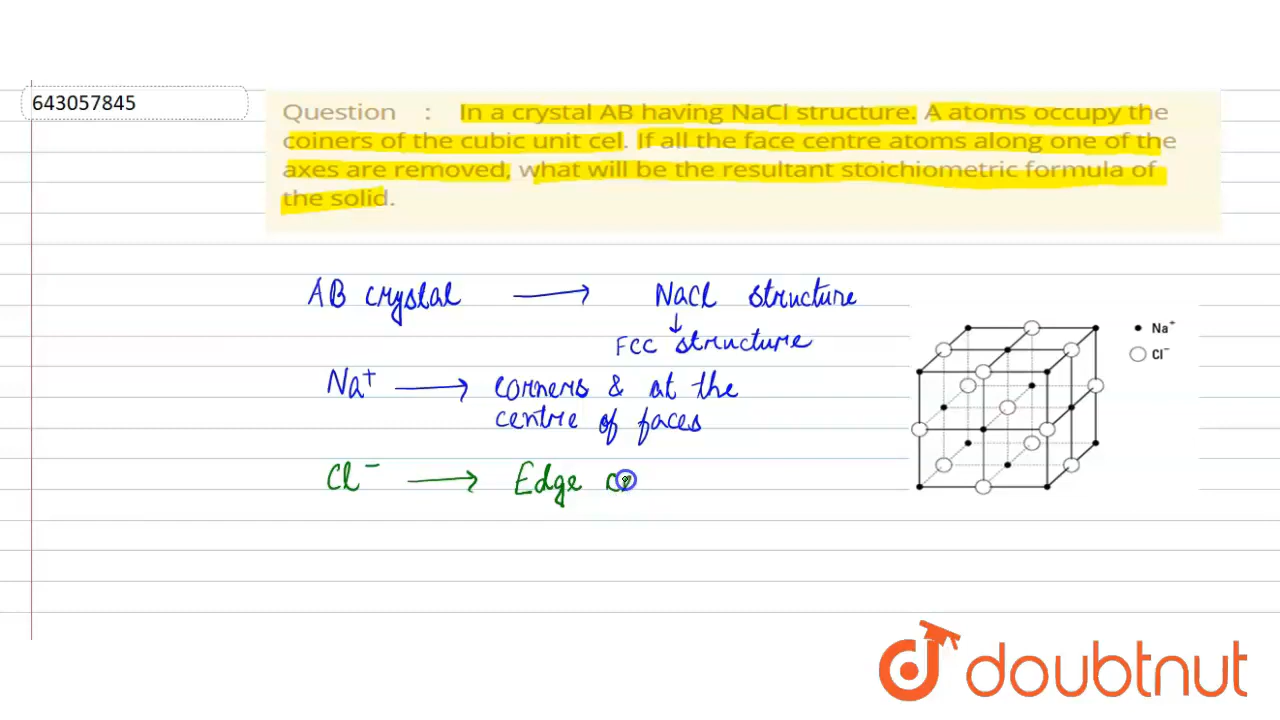 643057845
Question : In a crystal AB having NaCl structure. A atoms occupy the
coiners of the cubic unit cel. If all the face centre atoms along one of the
axes are removed, what will be the resultant stoichiometric formula of
the solid.
AB crystal → NaCl structure
↓
FCC structure
Na⁺ → corners & at the
centre of faces
Cl⁻ → Edge
Na⁺
Cl⁻
doubtnut